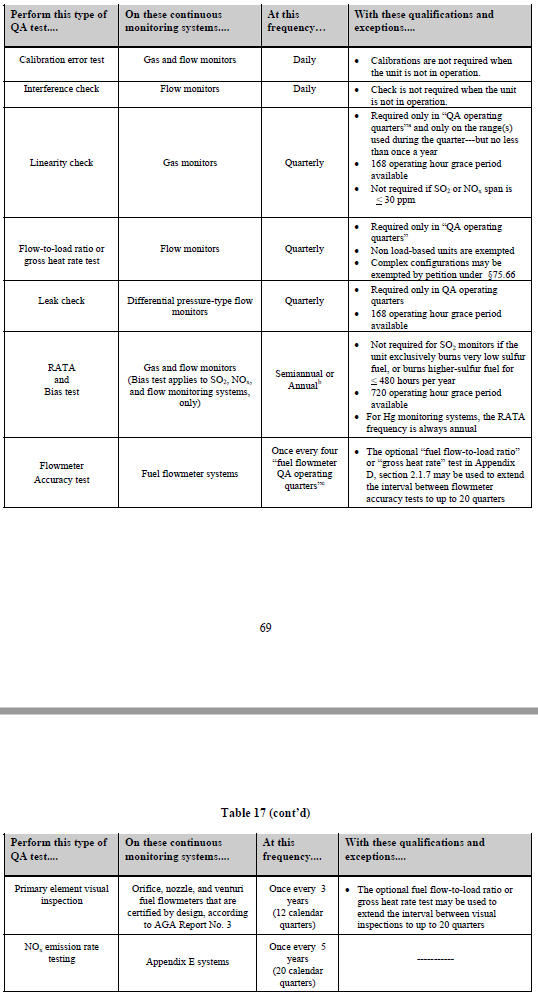 Perform this type of QA test....
On these continuous monitoring systems....
At this frequency…
With these qualifications and exceptions....
Calibration error test
Gas and flow monitors
Daily
• Calibrations are not required when
the unit is not in operation.
Interference check
Flow monitors
Daily
• Check is not required when the unit
is not in operation.
Linearity check
Gas monitors
Quarterly
• Required only in “QA operating
quarters”ᵃ and only on the range(s)
used during the quarter---but no less
than once a year
• 168 operating hour grace period
available
• Not required if SO₂ or NOₓ span is
≤ 30 ppm
Flow-to-load ratio or
gross heat rate test
Flow monitors
Quarterly
• Required only in “QA operating
quarters”
• Non load-based units are exempted
• Complex configurations may be
exempted by petition under §75.66
Leak check
Differential pressure-type flow
monitors
Quarterly
• Required only in QA operating
quarters
• 168 operating hour grace period
available
RATA
and
Bias test
Gas and flow monitors
(Bias test applies to SO₂, NOₓ,
and flow monitoring systems,
only)
Semiannual or
Annualᵇ
• Not required for SO₂ monitors if the
unit exclusively burns very low sulfur
fuel, or burns higher-sulfur fuel for
≤ 480 hours per year
• 720 operating hour grace period
available
• For Hg monitoring systems, the RATA
frequency is always annual
Flowmeter
Accuracy test
Fuel flowmeter systems
Once every four
“fuel flowmeter
QA operating
quarters”ᶜ
• The optional “fuel flow-to-load ratio”
or “gross heat rate” test in Appendix
D, section 2.1.7 may be used to extend
the interval between flowmeter
accuracy tests to up to 20 quarters
69
Table 17 (cont’d)
Perform this type of
QA test....
On these continuous
monitoring systems....
At this
frequency....
With these qualifications and
exceptions....
Primary element visual
inspection
Orifice, nozzle, and venturi
fuel flowmeters that are
certified by design, according
to AGA Report No. 3
Once every 3
years
(12 calendar
quarters)
• The optional fuel flow-to-load ratio or
gross heat rate test may be used to
extend the interval between visual
inspections to up to 20 quarters
NOₓ emission rate
testing
Appendix E systems
Once every 5
years
(20 calendar
quarters)
-----------